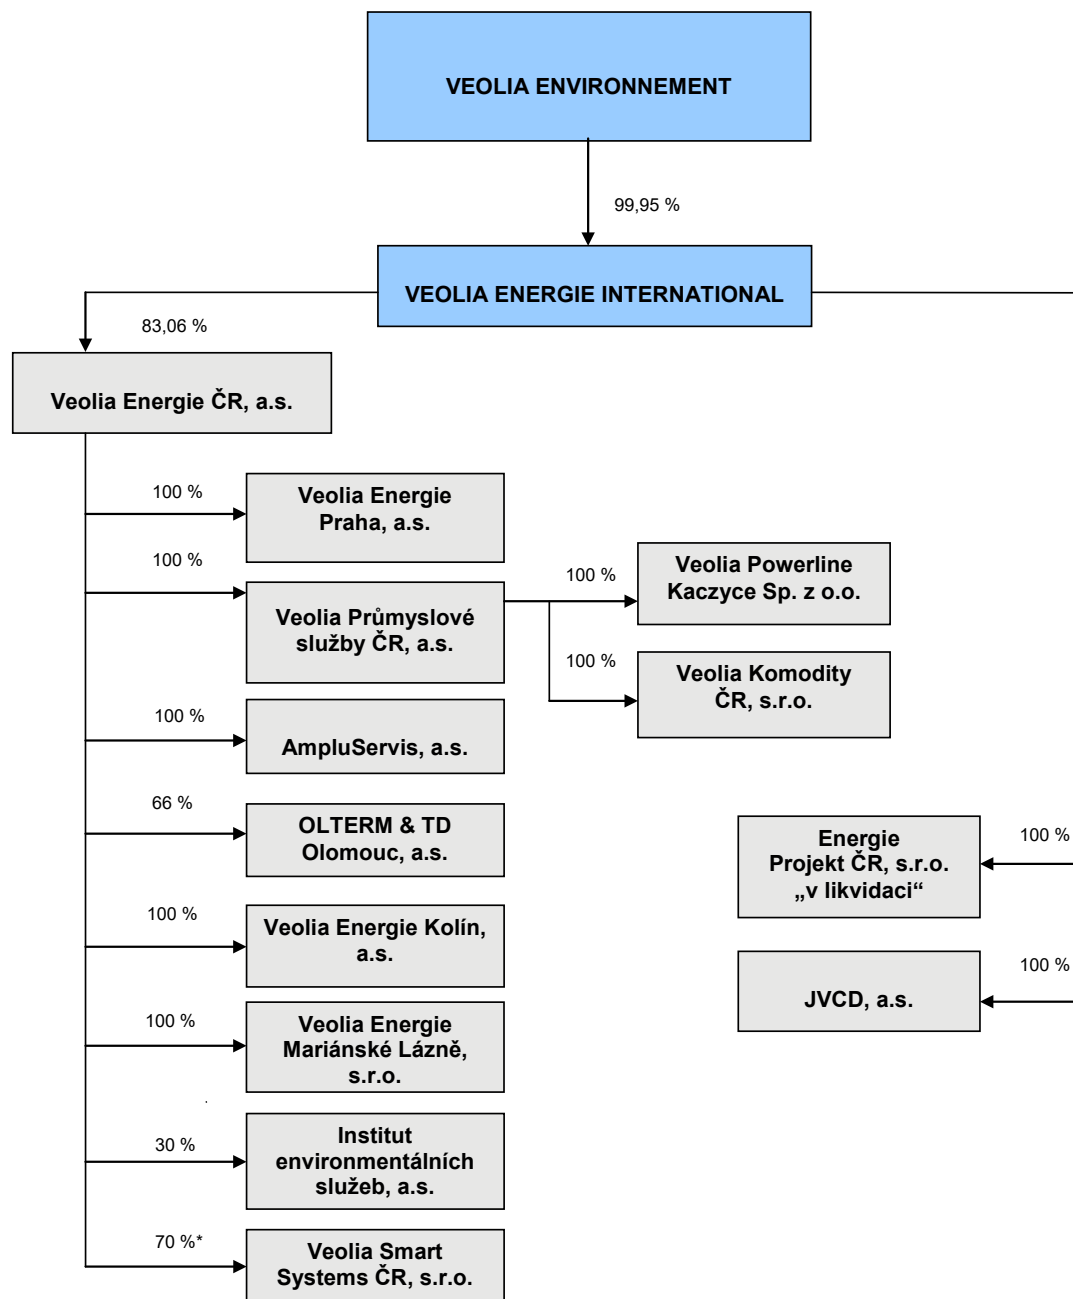 VEOLIA ENVIRONNEMENT
99,95 %
VEOLIA ENERGIE INTERNATIONAL
83,06 %
Veolia Energie ČR, a.s.
100 %
Veolia Energie
Praha, a.s.
100 %
Veolia Průmyslové
služby ČR, a.s.
100 %
Veolia Powerline
Kaczyce Sp. z o.o.
100 %
Veolia Komodity
ČR, s.r.o.
100 %
AmpluServis, a.s.
66 %
OLTERM & TD
Olomouc, a.s.
100 %
Energie
Projekt ČR, s.r.o.
„v likvidaci“
100 %
Veolia Energie Kolín,
a.s.
100 %
JVCD, a.s.
100 %
Veolia Energie
Mariánské Lázně,
s.r.o.
30 %
Institut
environmentálních
služeb, a.s.
70 %*
Veolia Smart
Systems ČR, s.r.o.